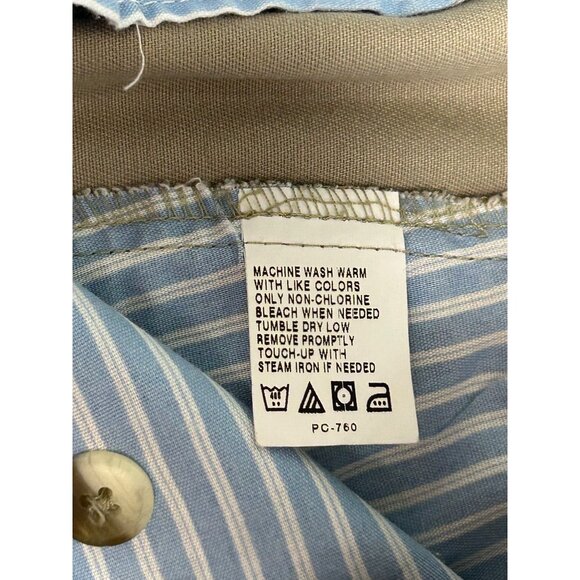 MACHINE WASH WARM
WITH LIKE COLORS
ONLY NON-CHLORINE
BLEACH WHEN NEEDED
TUMBLE DRY LOW
REMOVE PROMPTLY
TOUCH-UP WITH
STEAM IRON IF NEEDED
PC-760